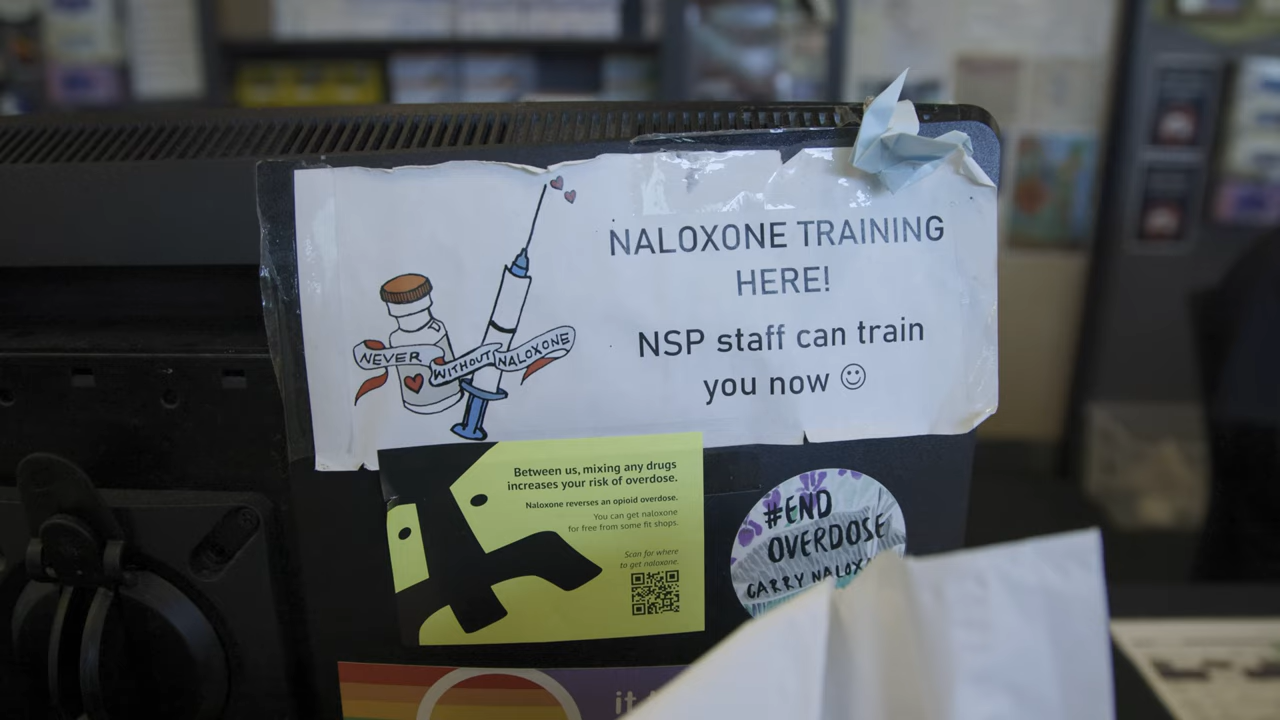 NALOXONE TRAINING
HERE!
NSP staff can train
you now ☺
NEVER WITHOUT NALOXONE
Between us, mixing any drugs
increases your risk of overdose.
Naloxone reverses an opioid overdose.
You can get naloxone
for free from some fit shops.
Scan for where
to get naloxone.
#END
OVERDOSE
CARRY
it